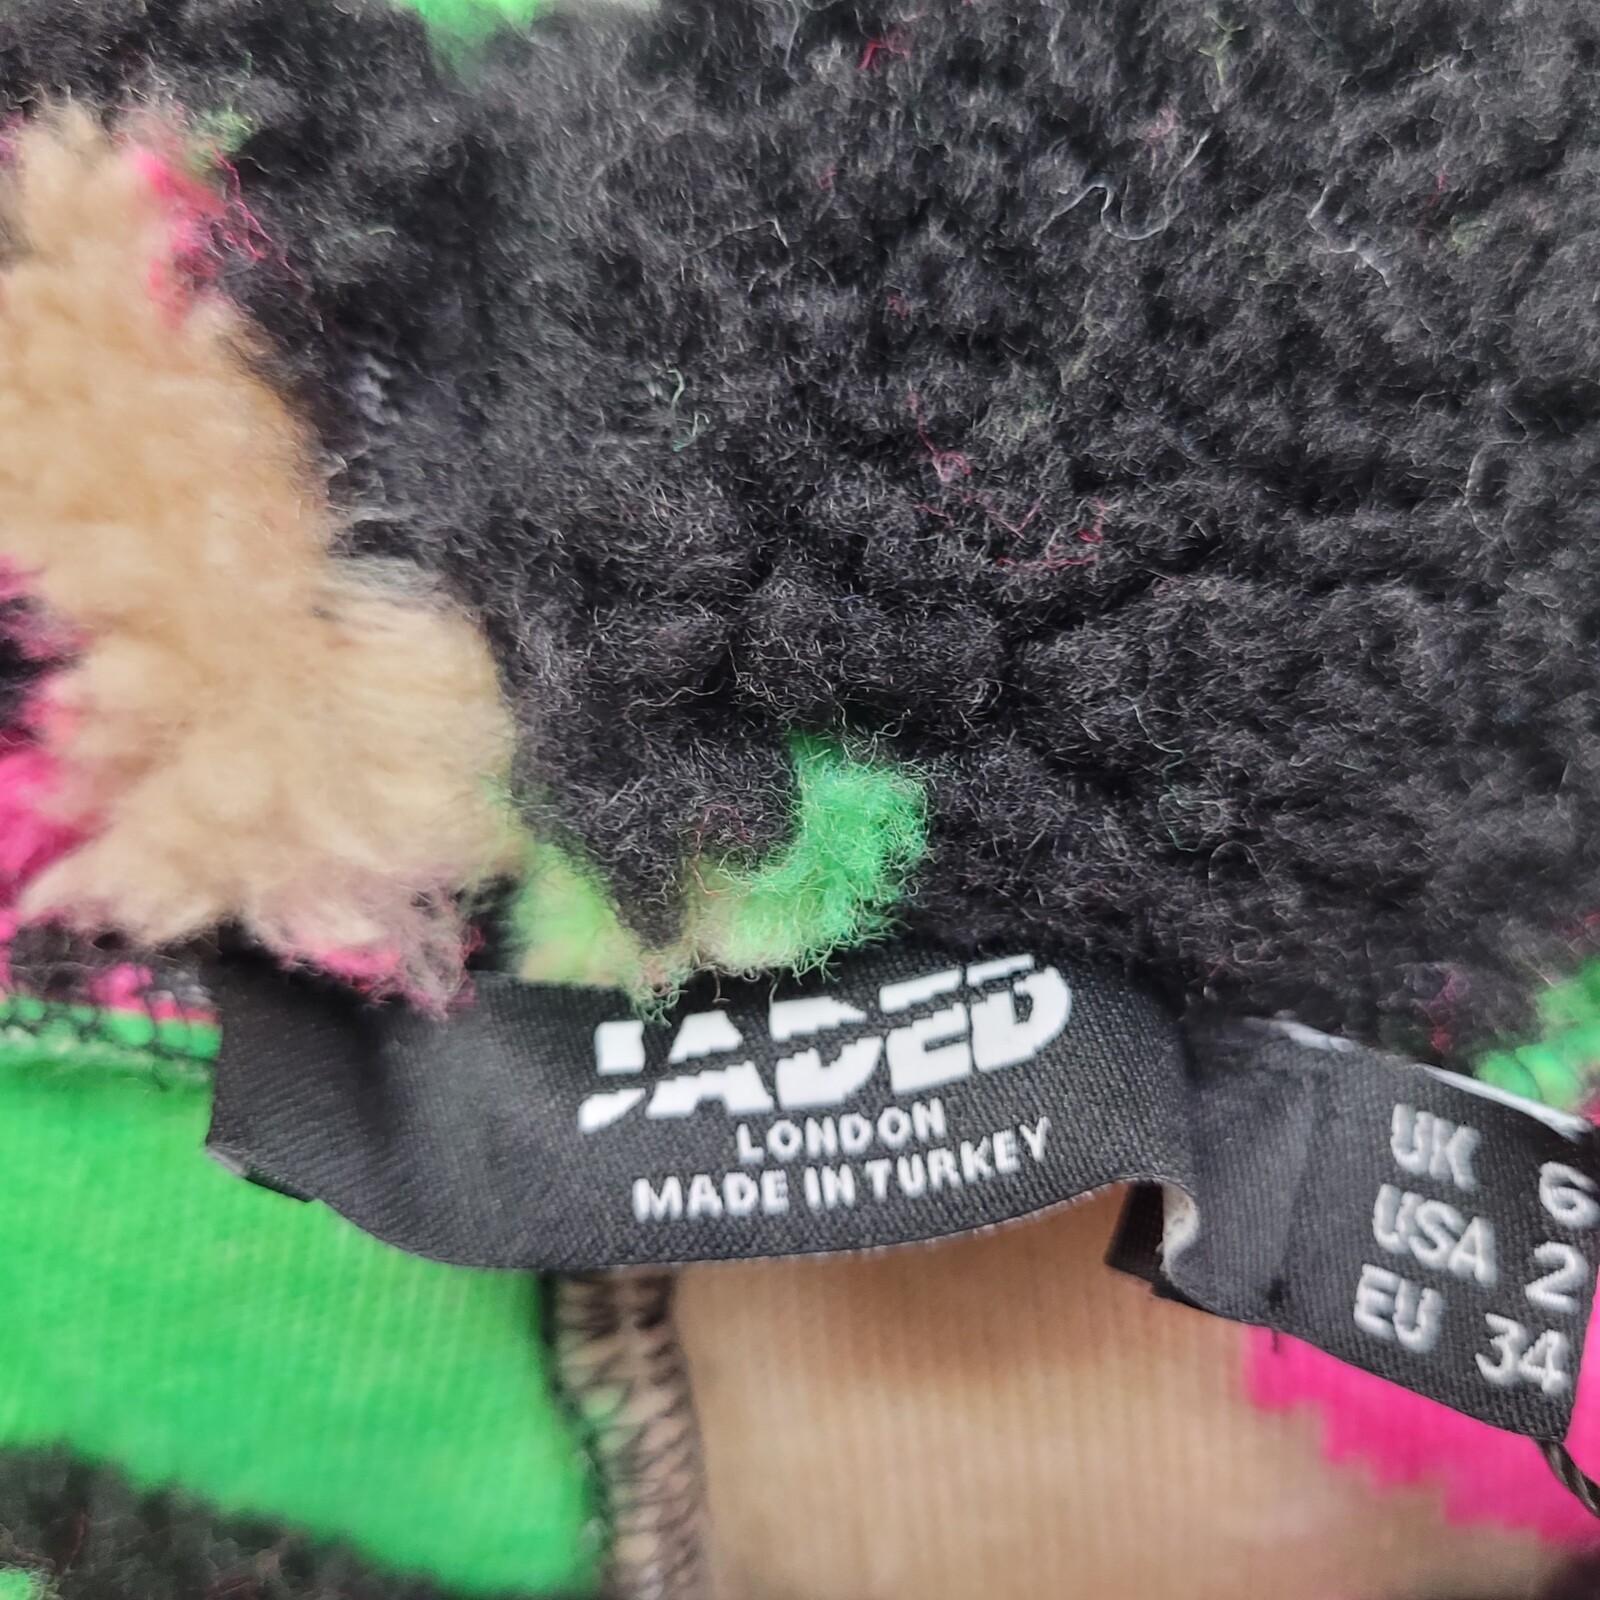 JADED
LONDON
MADE IN TURKEY
UK 6
USA 2
EU 34